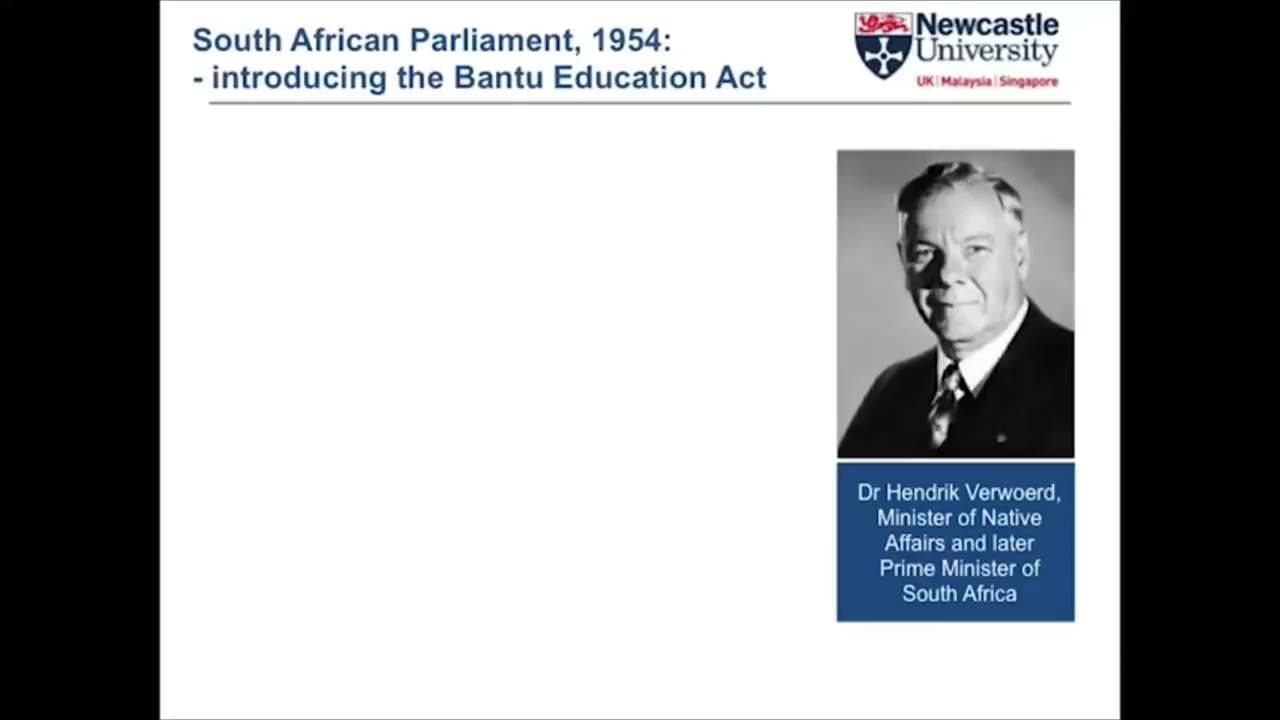 South African Parliament, 1954:
- introducing the Bantu Education Act
Newcastle
University
UK | Malaysia | Singapore
Dr Hendrik Verwoerd,
Minister of Native
Affairs and later
Prime Minister of
South Africa